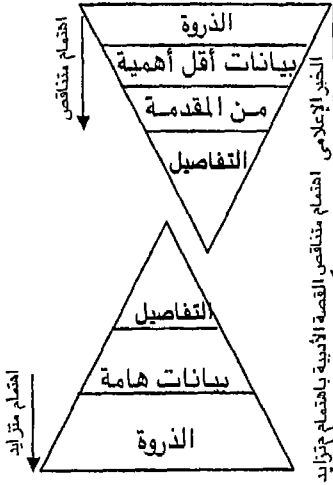 الذروة
بيانات أقل أهمية
من المقدمة
التفاصيل
اهتمام متناقص
الخبر الإعلامى اهتمام متناقص القصة الأدبية باهتمام متزايد
التفاصيل
بيانات هامة
الذروة
اهتمام متزايد